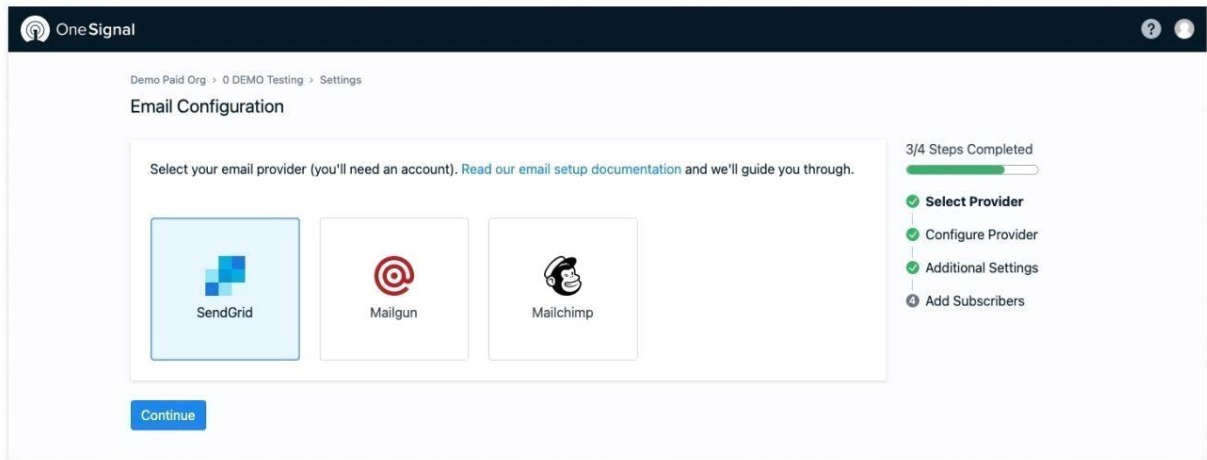 OneSignal
?
Demo Paid Org > 0 DEMO Testing > Settings
Email Configuration
Select your email provider (you'll need an account). Read our email setup documentation and we'll guide you through.
SendGrid
Mailgun
Mailchimp
Continue
3/4 Steps Completed
Select Provider
Configure Provider
Additional Settings
4 Add Subscribers